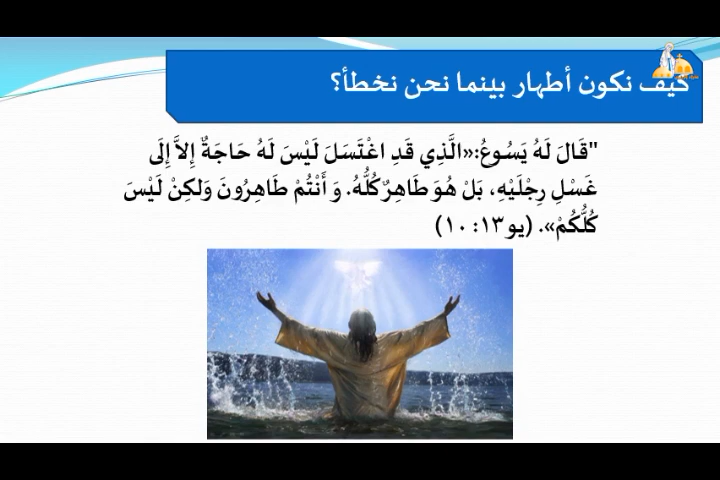 كيف نكون أطهار بينما نحن نخطأ؟
"قَالَ لَهُ يَسُوعُ:«الَّذِي قَدِ اغْتَسَلَ لَيْسَ لَهُ حَاجَةٌ إِلاَّ إِلَى
غَسْلِ رِجْلَيْهِ، بَلْ هُوَ طَاهِرٌ كُلُّهُ. وَ أَنْتُمْ طَاهِرُونَ وَلكِنْ لَيْسَ
كُلُّكُمْ». (يو١٣: ١٠)